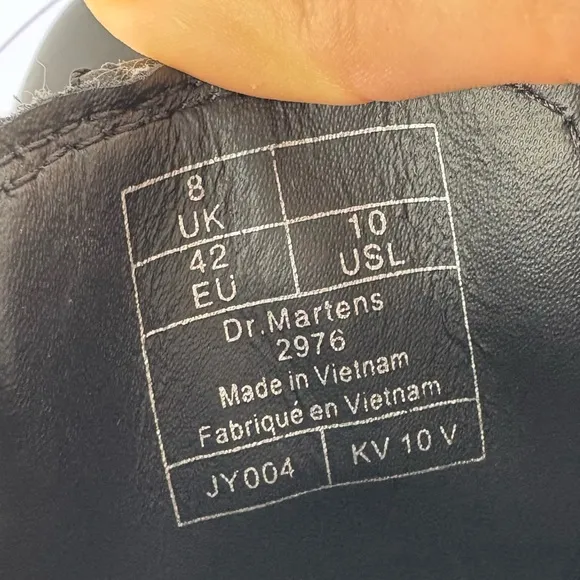 8
UK
42
EU
10
USL
Dr.Martens
2976
Made in Vietnam
Fabriqué en Vietnam
JY004
KV 10 V